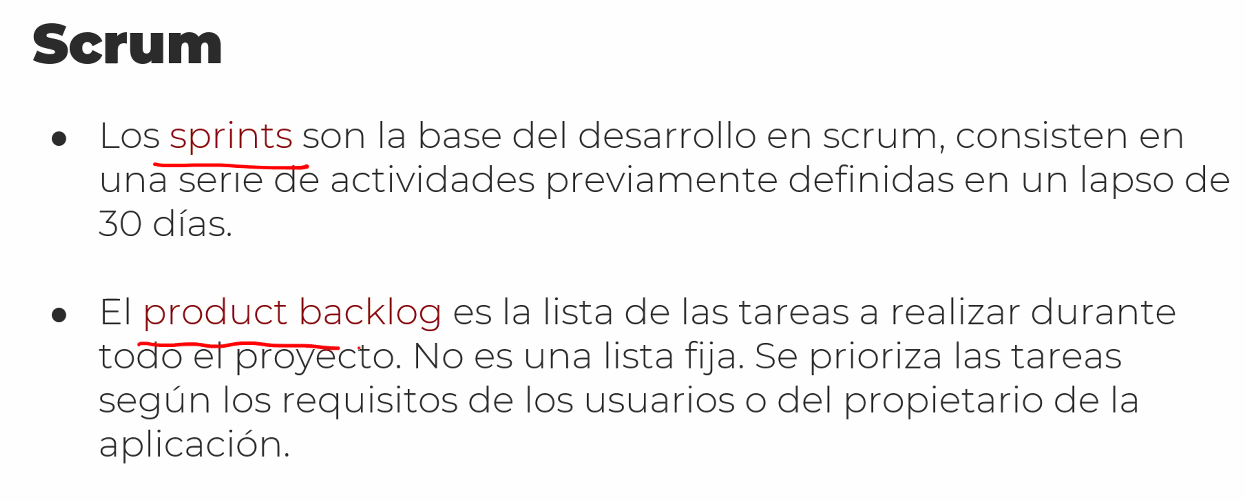 Scrum
● Los sprints son la base del desarrollo en scrum, consisten en
una serie de actividades previamente definidas en un lapso de
30 días.
● El product backlog es la lista de las tareas a realizar durante
todo el proyecto. No es una lista fija. Se prioriza las tareas
según los requisitos de los usuarios o del propietario de la
aplicación.